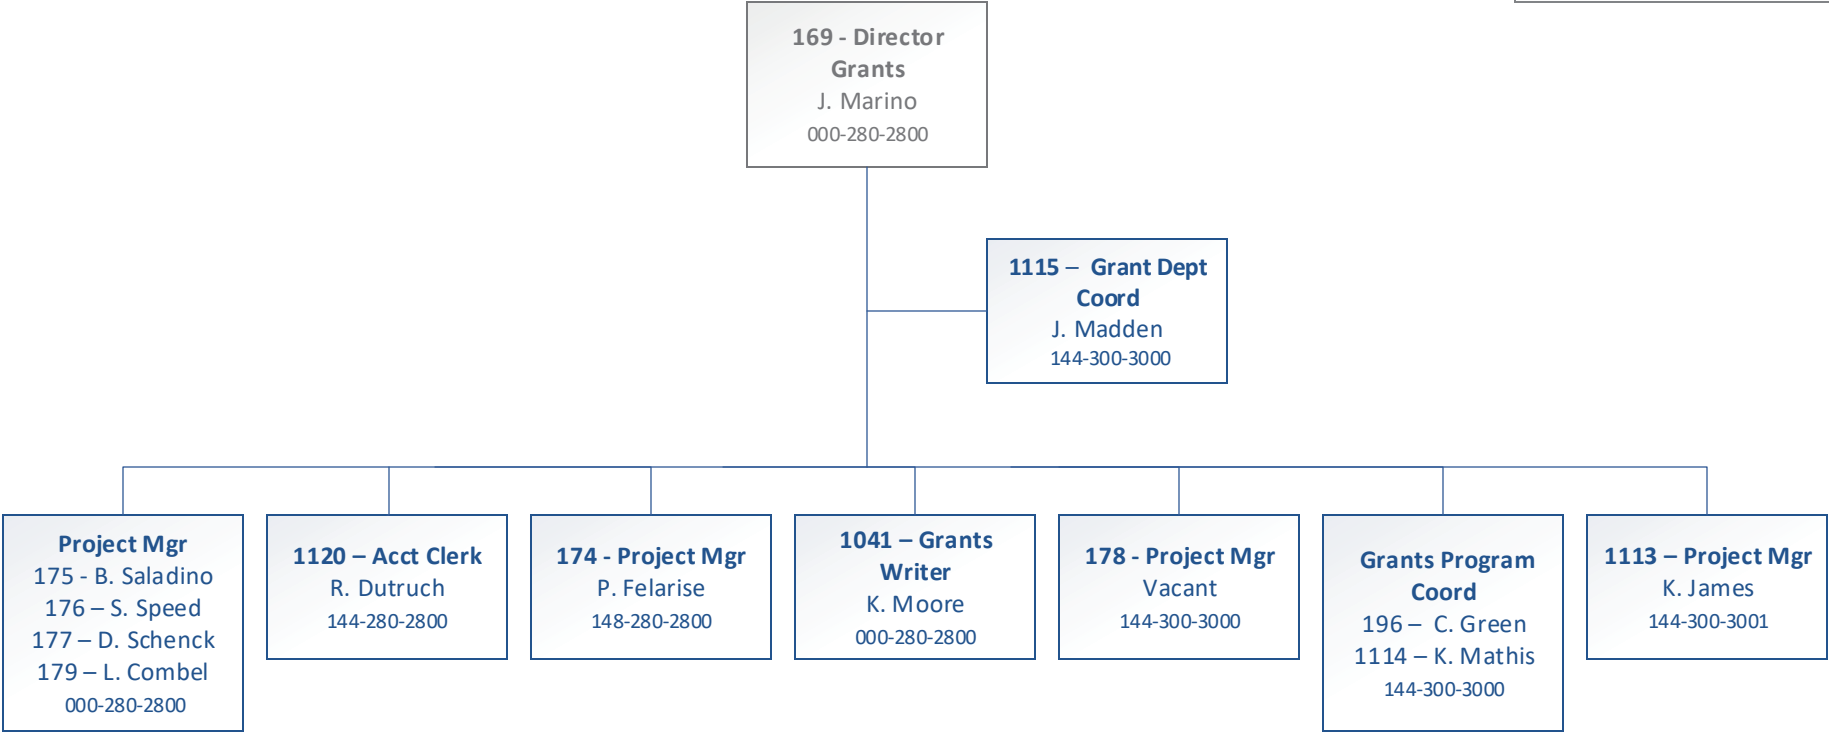 169 - Director
Grants
J. Marino
000-280-2800
1115 – Grant Dept
Coord
J. Madden
144-300-3000
Project Mgr
175 - B. Saladino
176 – S. Speed
177 – D. Schenck
179 – L. Combel
000-280-2800
1120 – Acct Clerk
R. Dutruch
144-280-2800
174 - Project Mgr
P. Felarise
148-280-2800
1041 – Grants
Writer
K. Moore
000-280-2800
178 - Project Mgr
Vacant
144-300-3000
Grants Program
Coord
196 – C. Green
1114 – K. Mathis
144-300-3000
1113 – Project Mgr
K. James
144-300-3001